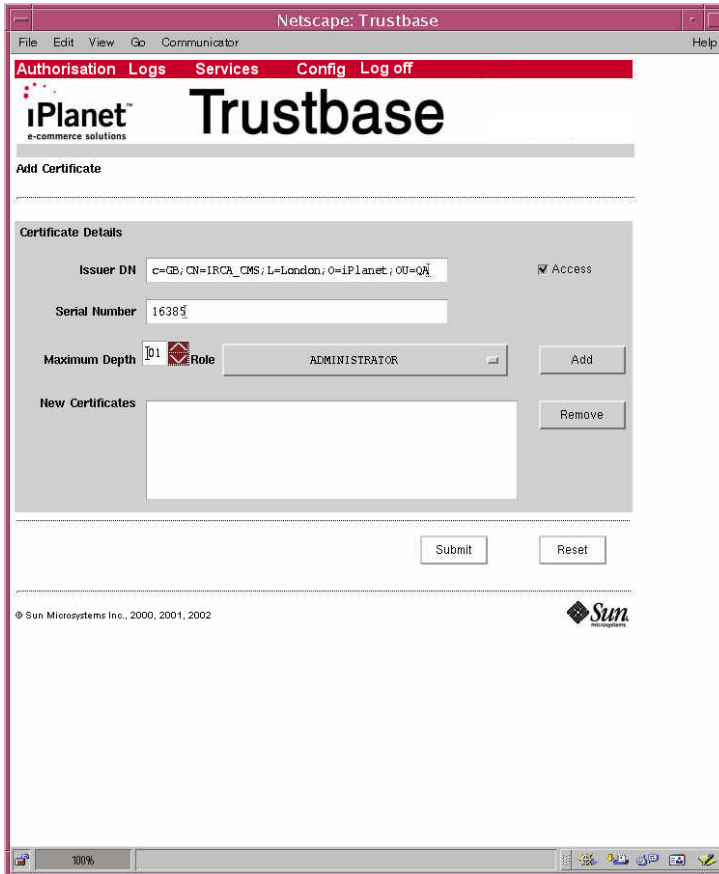 Netscape: Trustbase
File Edit View Go Communicator Help
Authorisation Logs Services Config Log off
iPlanet™
e-commerce solutions
Trustbase
Add Certificate
Certificate Details
Issuer DN c=GB;CN=IRCA_CMS;L=London;O=iPlanet;OU=QA Access
Serial Number 16385
Maximum Depth 01 Role ADMINISTRATOR Add
New Certificates Remove
Submit Reset
© Sun Microsystems Inc., 2000, 2001, 2002
Sun
microsystems
100%